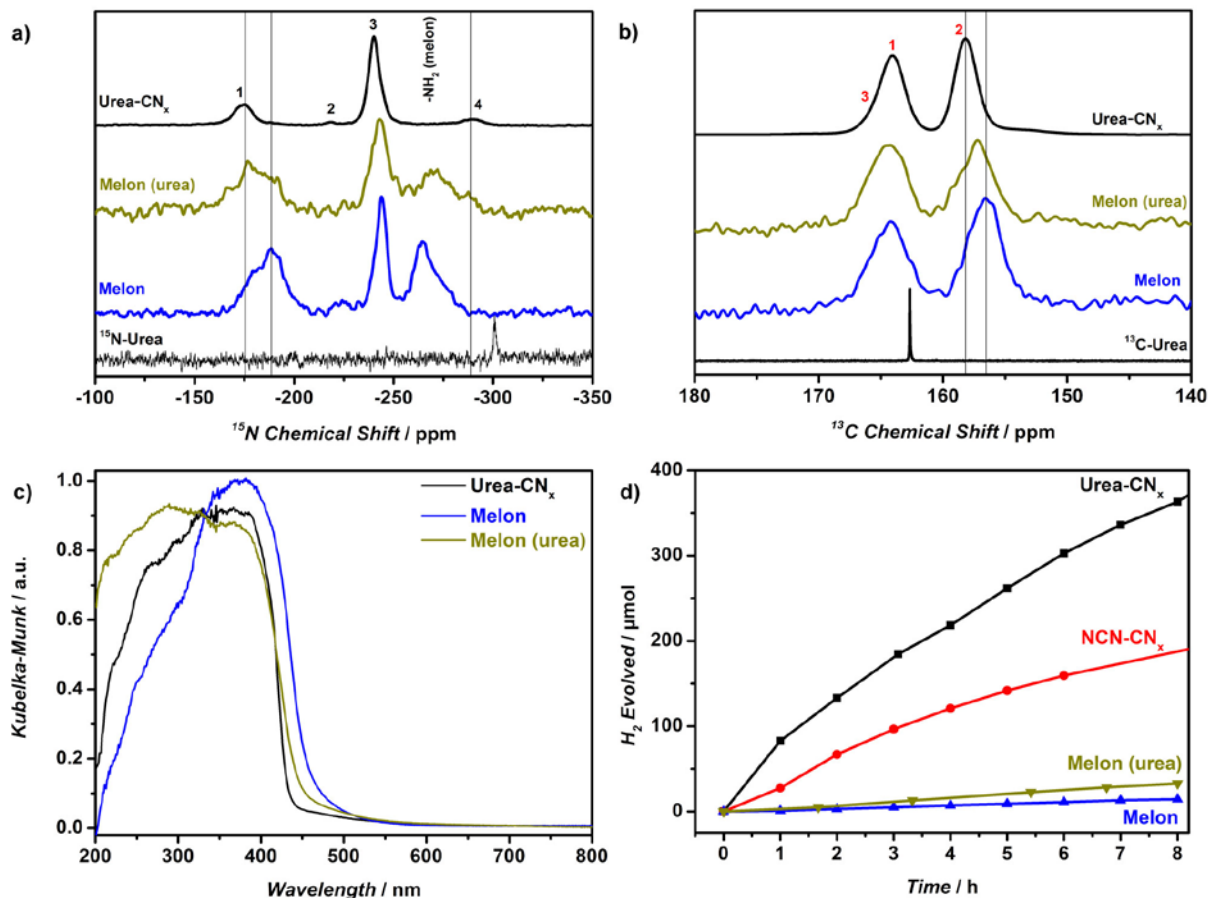 a)
1
2
3
-NH₂ (melon)
4
Urea-CNₓ
Melon (urea)
Melon
¹⁵N-Urea
-100 -150 -200 -250 -300 -350
¹⁵N Chemical Shift / ppm
b)
1
2
3
Urea-CNₓ
Melon (urea)
Melon
¹³C-Urea
180 170 160 150 140
¹³C Chemical Shift / ppm
c)
Urea-CNₓ
Melon
Melon (urea)
1.0
0.8
0.6
0.4
0.2
0.0
Kubelka-Munk / a.u.
200 300 400 500 600 700 800
Wavelength / nm
d)
400
300
200
100
0
H₂ Evolved / µmol
Urea-CNₓ
NCN-CNₓ
Melon (urea)
Melon
0 1 2 3 4 5 6 7 8
Time / h